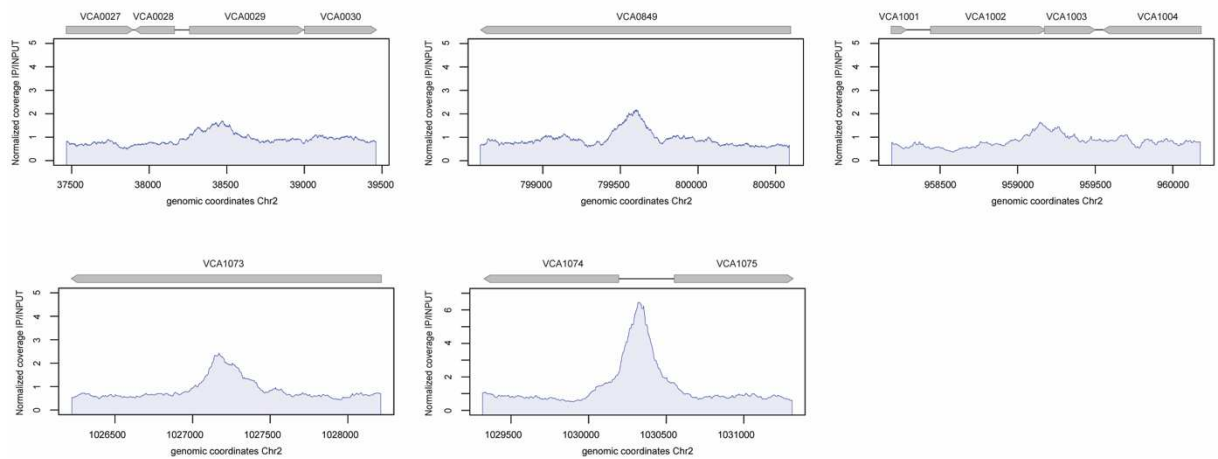 VCA0027 VCA0028 VCA0029 VCA0030
Normalized coverage IP/INPUT
5
4
3
2
1
0
37500 38000 38500 39000 39500
genomic coordinates Chr2
VCA0849
Normalized coverage IP/INPUT
5
4
3
2
1
0
799000 799500 800000 800500
genomic coordinates Chr2
VCA1001 VCA1002 VCA1003 VCA1004
Normalized coverage IP/INPUT
5
4
3
2
1
0
958500 959000 959500 960000
genomic coordinates Chr2
VCA1073
Normalized coverage IP/INPUT
5
4
3
2
1
0
1026500 1027000 1027500 1028000
genomic coordinates Chr2
VCA1074 VCA1075
Normalized coverage IP/INPUT
6
4
2
0
1029500 1030000 1030500 1031000
genomic coordinates Chr2